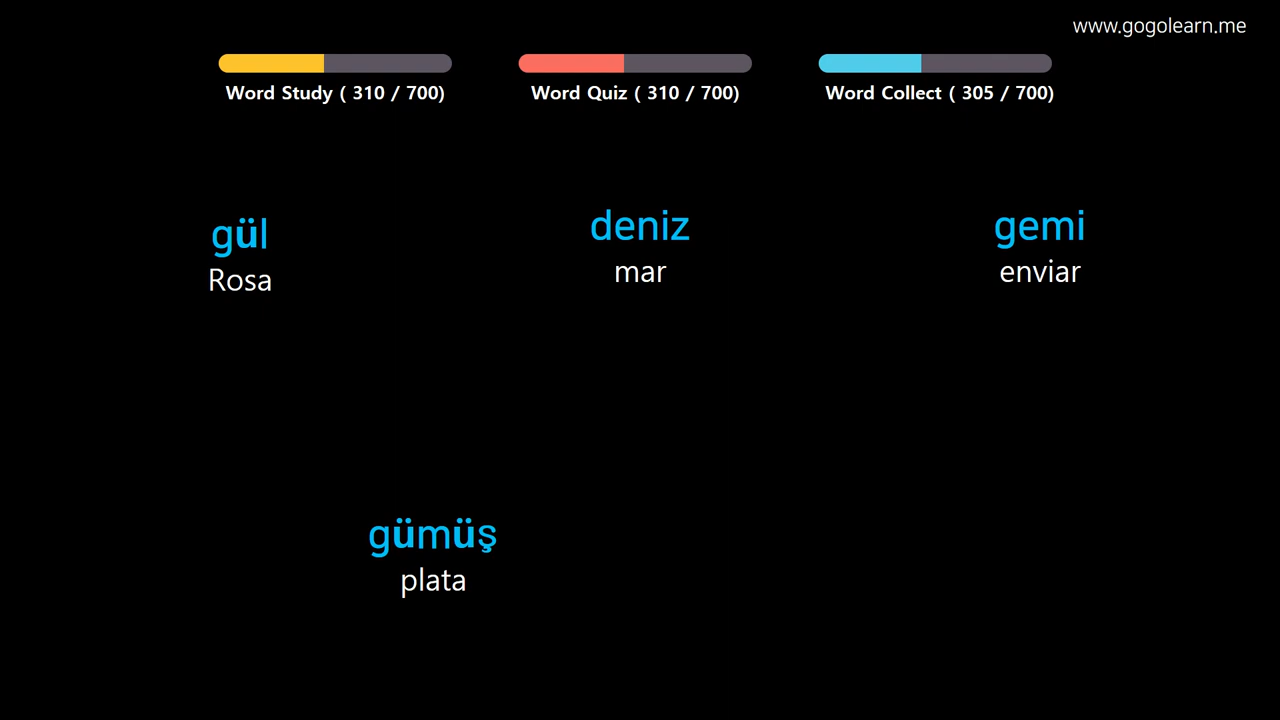 www.gogolearn.me
Word Study ( 310 / 700)
Word Quiz ( 310 / 700)
Word Collect ( 305 / 700)
gül
Rosa
deniz
mar
gemi
enviar
gümüş
plata